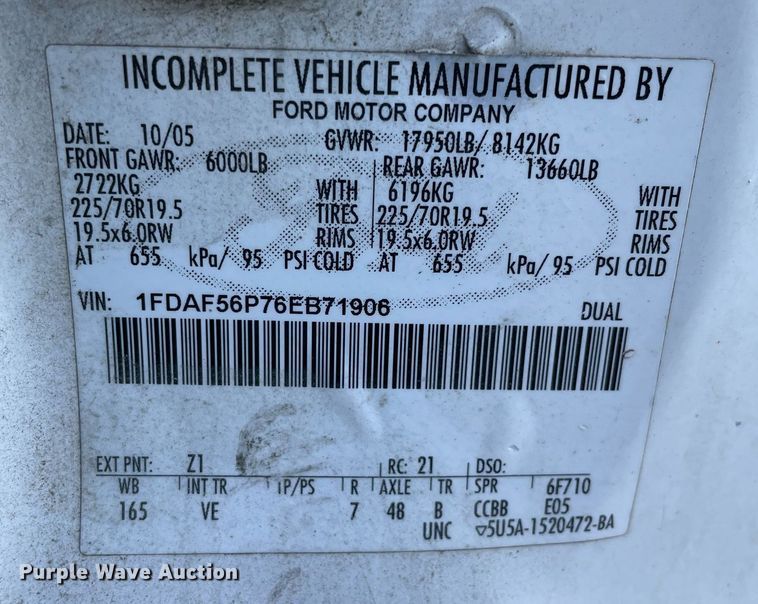 INCOMPLETE VEHICLE MANUFACTURED BY
FORD MOTOR COMPANY
DATE: 10/05 GVWR: 17950LB/ 8142KG
FRONT GAWR: 6000LB REAR GAWR: 13660LB
2722KG WITH 6196KG WITH
225/70R19.5 TIRES 225/70R19.5 TIRES
19.5x6.0RW RIMS 19.5x6.0RW RIMS
AT 655 kPa/ 95 PSI COLD AT 655 kPa/ 95 PSI COLD
VIN: 1FDAF56P76EB71906 DUAL
EXT PNT: Z1 RC: 21 DSO:
WB INT TR TP/PS R AXLE TR SPR 6F710
165 VE 7 48 B CCBB E05
UNC ▽5U5A-1520472-BA
Purple Wave Auction